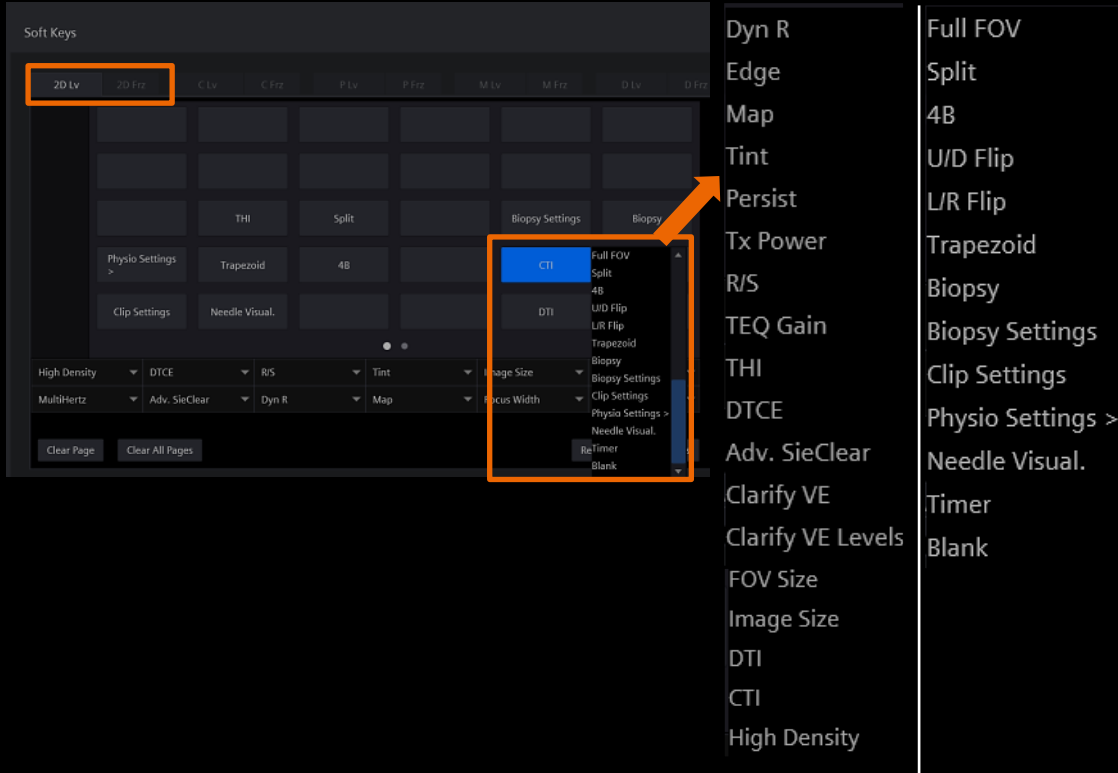 Soft Keys
2D Lv 2D Frz C Lv C Frz P Lv P Frz M Lv M Frz D Lv D Frz
THI Split Biopsy Settings Biopsy
Physio Settings
>
Trapezoid 4B CTI
Clip Settings Needle Visual. DTI
High Density DTCE R/S Tint Image Size
MultiHertz Adv. SieClear Dyn R Map Focus Width
Clear Page Clear All Pages Re
Full FOV
Split
4B
U/D Flip
L/R Flip
Trapezoid
Biopsy
Biopsy Settings
Clip Settings
Physio Settings >
Needle Visual.
Timer
Blank
Dyn R
Edge
Map
Tint
Persist
Tx Power
R/S
TEQ Gain
THI
DTCE
Adv. SieClear
Clarify VE
Clarify VE Levels
FOV Size
Image Size
DTI
CTI
High Density
Full FOV
Split
4B
U/D Flip
L/R Flip
Trapezoid
Biopsy
Biopsy Settings
Clip Settings
Physio Settings >
Needle Visual.
Timer
Blank